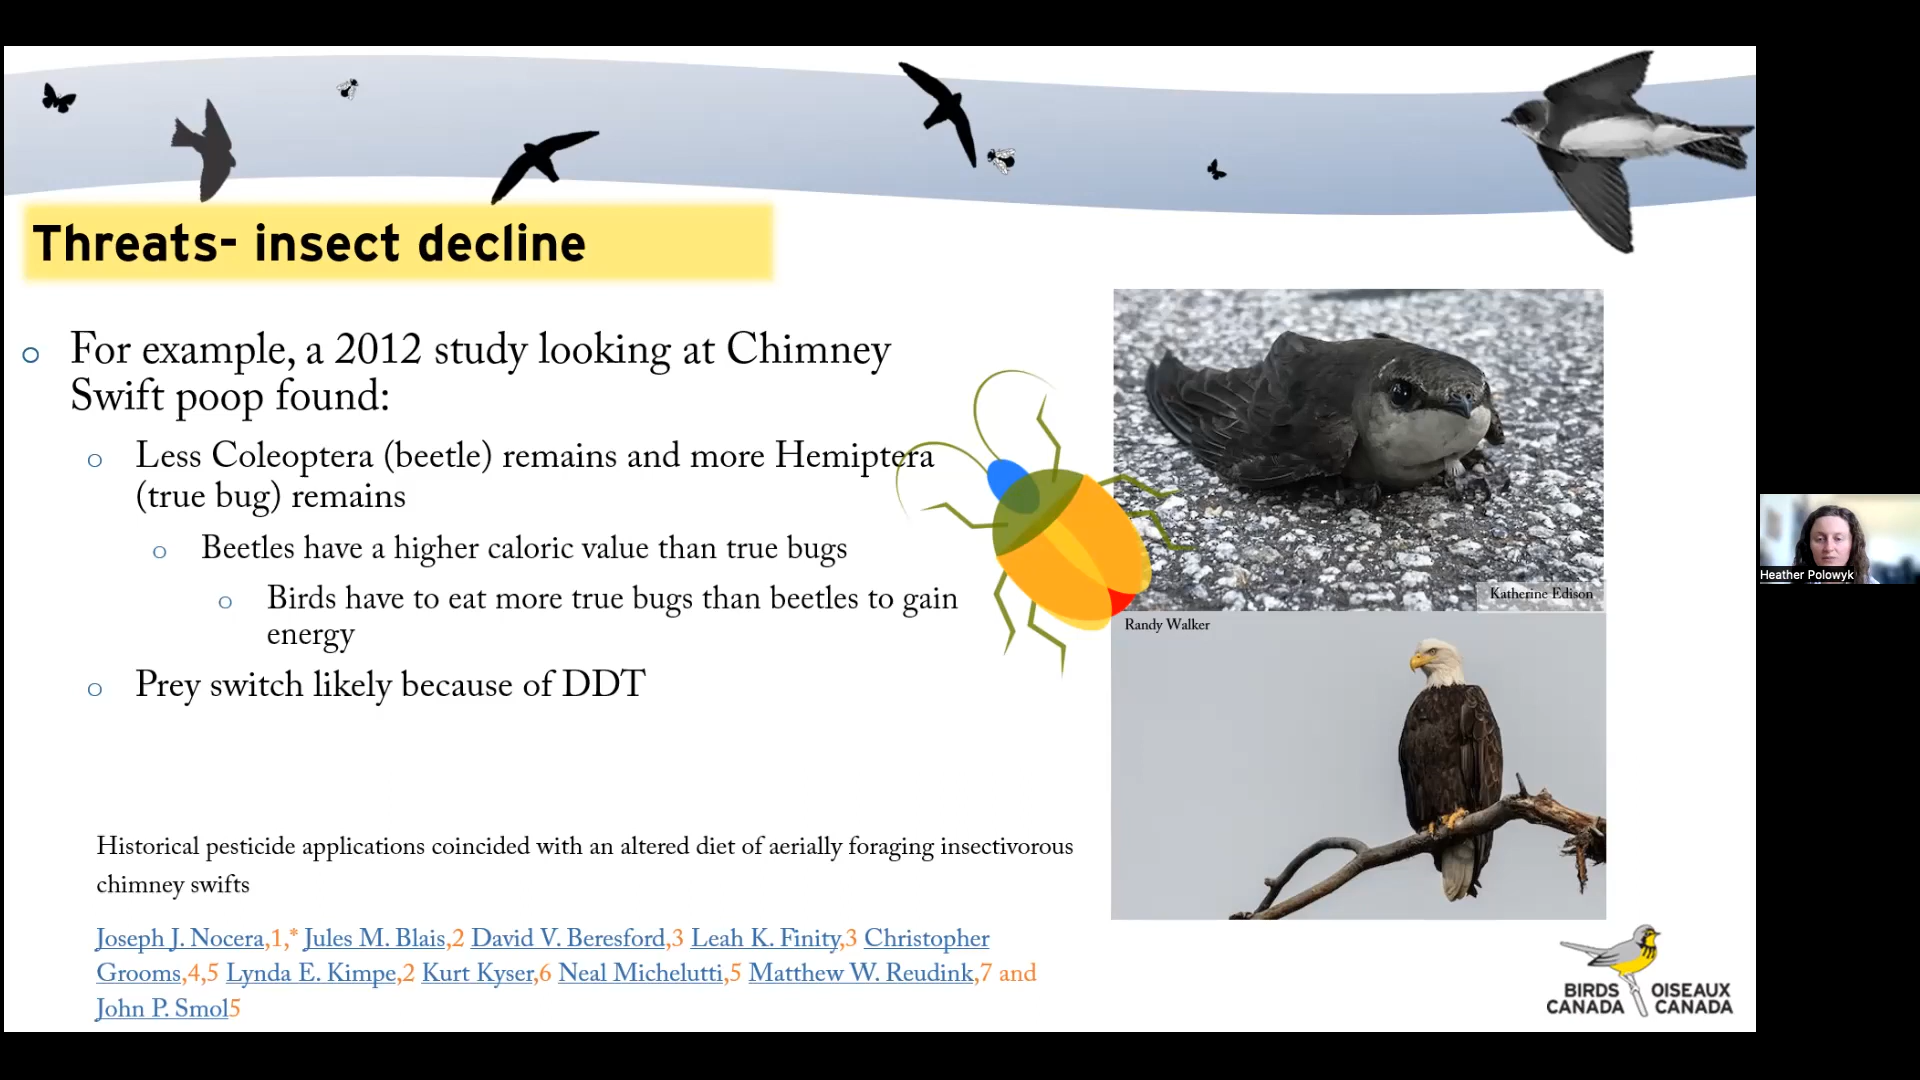 Threats- insect decline
For example, a 2012 study looking at Chimney
Swift poop found:
Less Coleoptera (beetle) remains and more Hemiptera
(true bug) remains
Beetles have a higher caloric value than true bugs
Birds have to eat more true bugs than beetles to gain
energy
Prey switch likely because of DDT
Historical pesticide applications coincided with an altered diet of aerially foraging insectivorous
chimney swifts
Joseph J. Nocera,1,* Jules M. Blais,2 David V. Beresford,3 Leah K. Finity,3 Christopher
Grooms,4,5 Lynda E. Kimpe,2 Kurt Kyser,6 Neal Michelutti,5 Matthew W. Reudink,7 and
John P. Smol5
Katherine Edison
Randy Walker
BIRDS OISEAUX
CANADA CANADA
Heather Polowyk